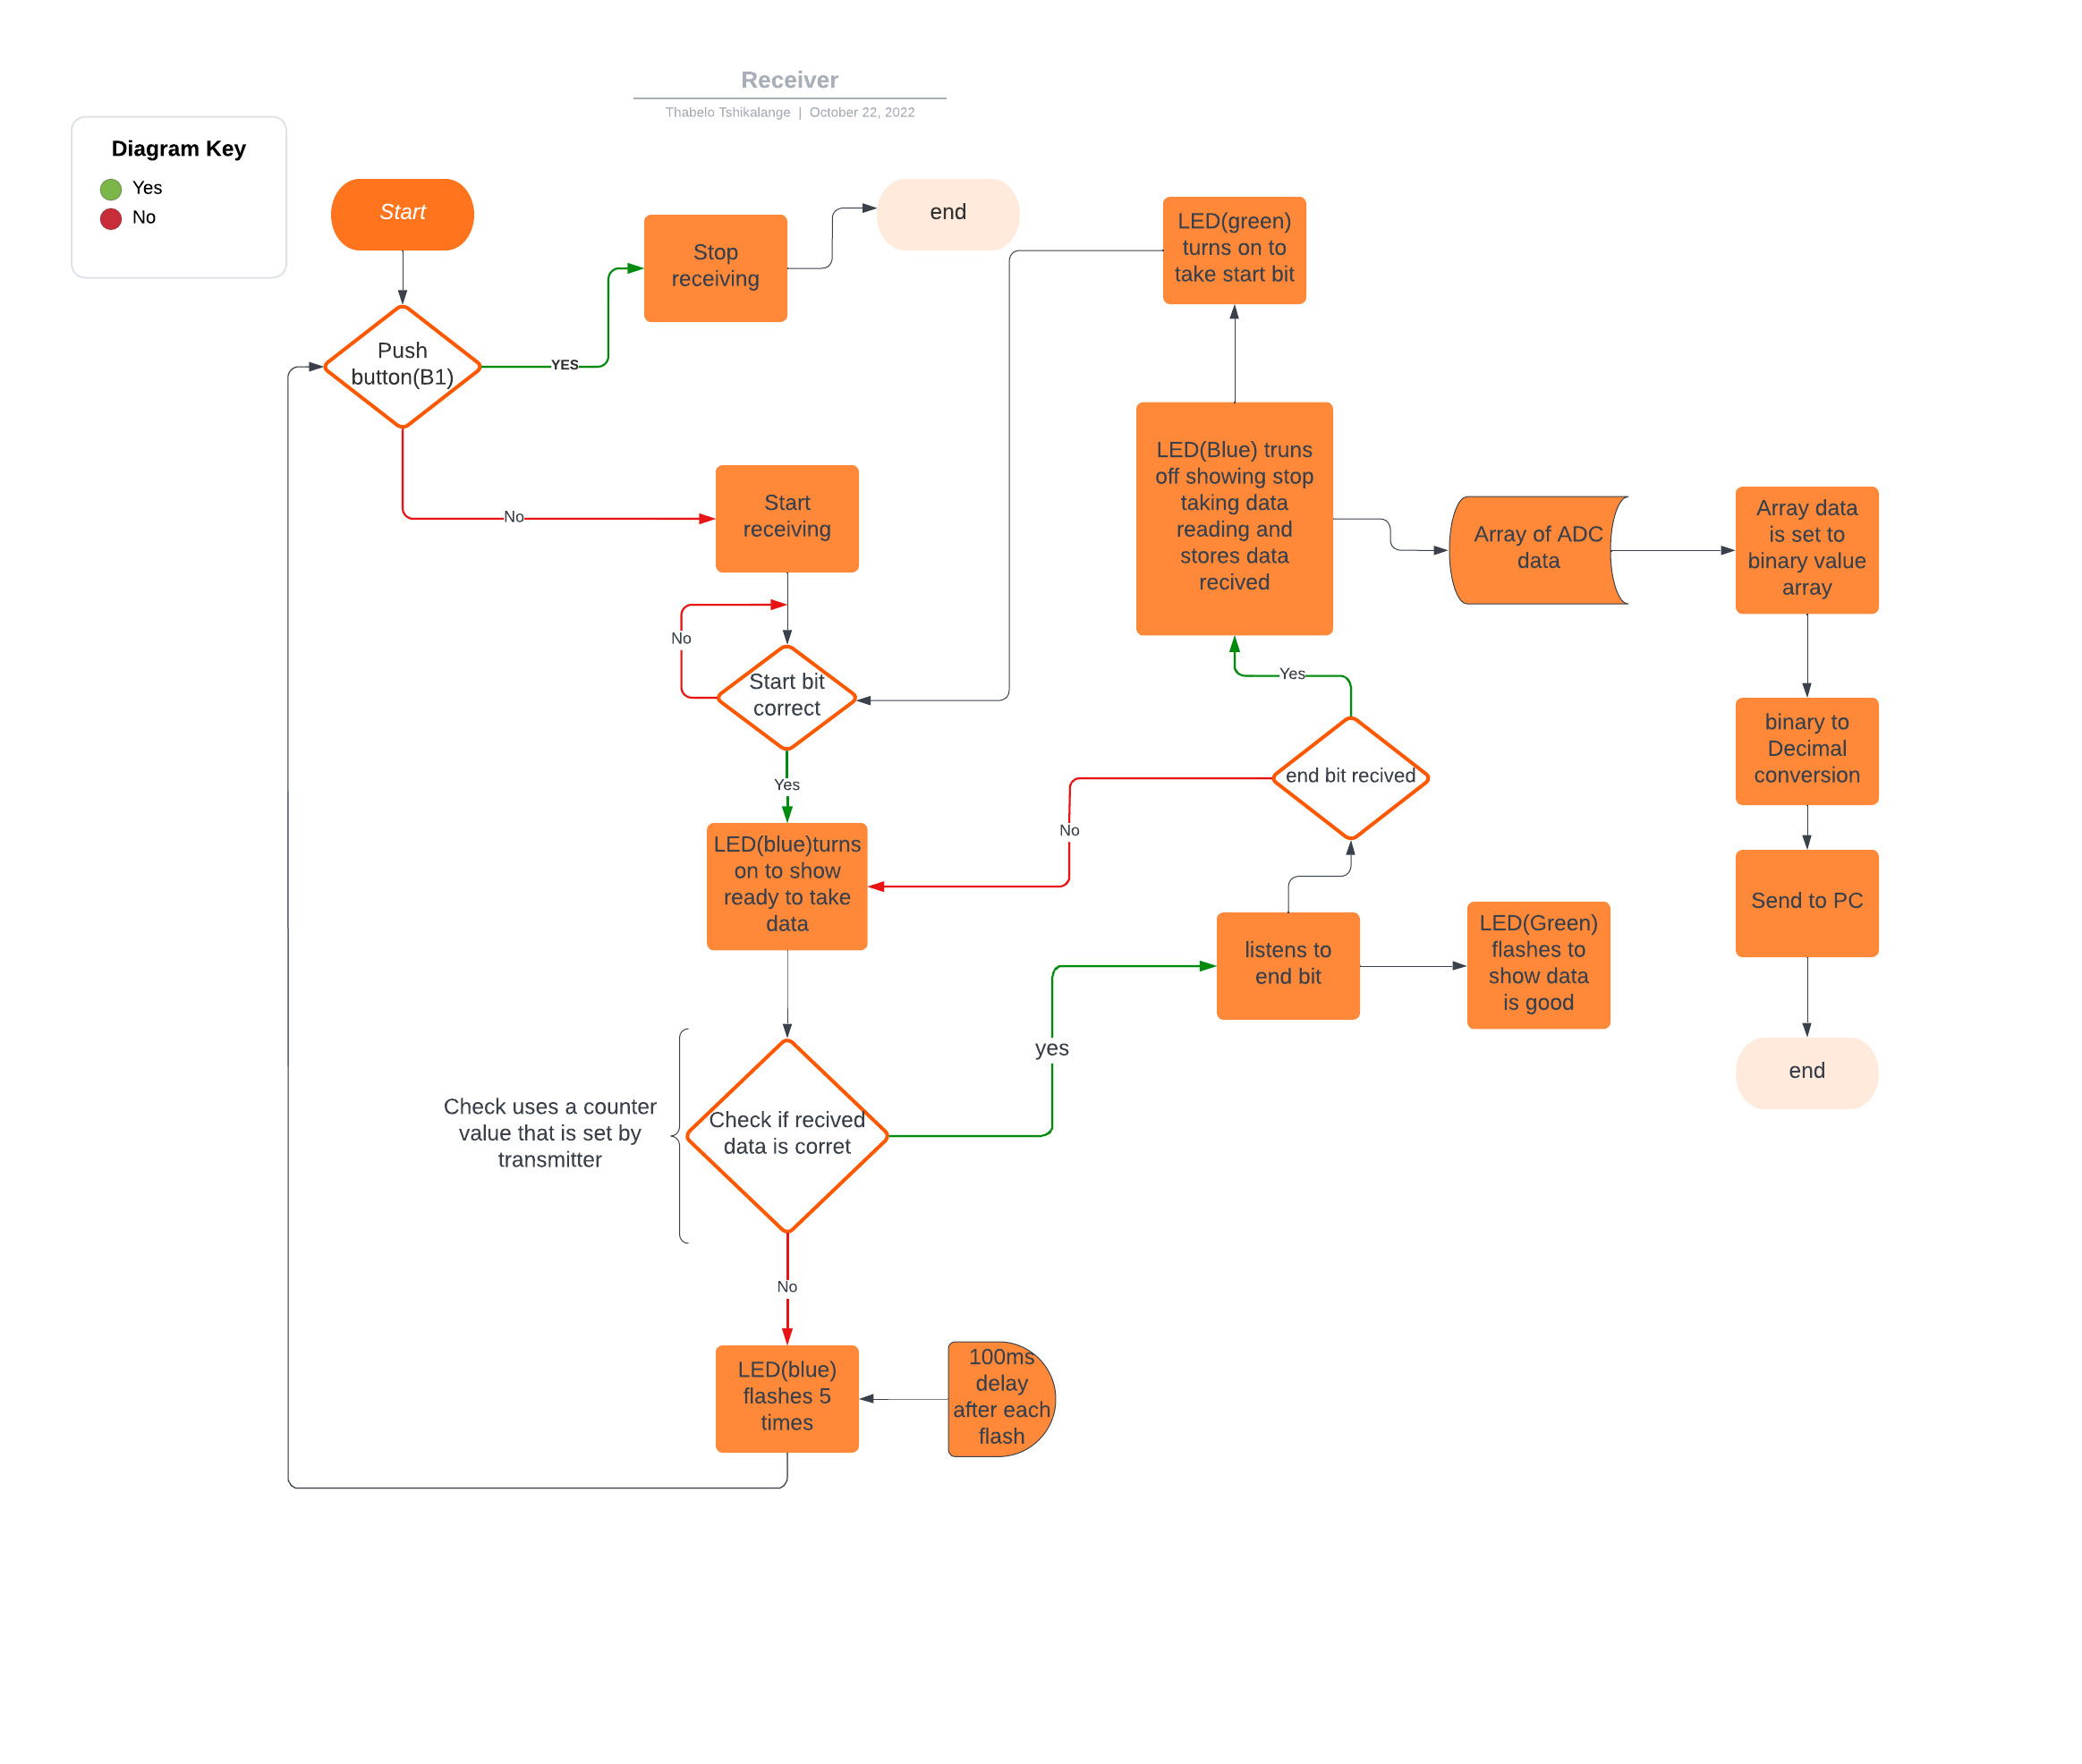 Receiver
Thabelo Tshikalange | October 22, 2022
Diagram Key
Yes
No
Start
Push
button(B1)
YES
Stop
receiving
end
No
Start
receiving
No
Start bit
correct
Yes
LED(blue)turns
on to show
ready to take
data
Check uses a counter
value that is set by
transmitter
Check if recived
data is corret
No
LED(blue)
flashes 5
times
100ms
delay
after each
flash
yes
listens to
end bit
LED(Green)
flashes to
show data
is good
end bit recived
No
Yes
LED(Blue) truns
off showing stop
taking data
reading and
stores data
recived
LED(green)
turns on to
take start bit
Array of ADC
data
Array data
is set to
binary value
array
binary to
Decimal
conversion
Send to PC
end